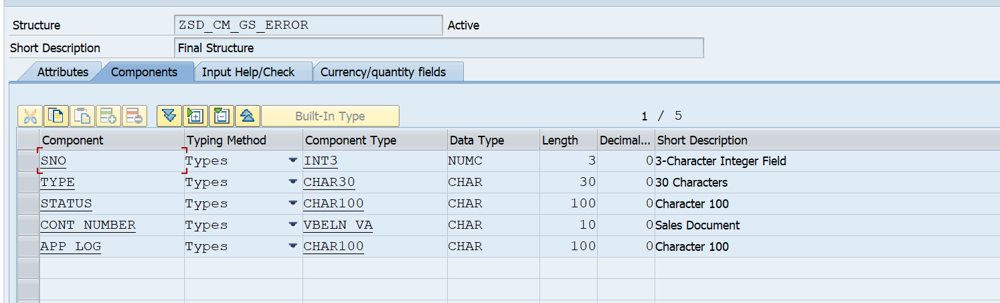 Structure ZSD_CM_GS_ERROR Active
Short Description Final Structure
Attributes Components Input Help/Check Currency/quantity fields
Built-In Type 1 / 5
Component Typing Method Component Type Data Type Length Decimal... Short Description
SNO Types INT3 NUMC 3 0 3-Character Integer Field
TYPE Types CHAR30 CHAR 30 0 30 Characters
STATUS Types CHAR100 CHAR 100 0 Character 100
CONT_NUMBER Types VBELN_VA CHAR 10 0 Sales Document
APP_LOG Types CHAR100 CHAR 100 0 Character 100